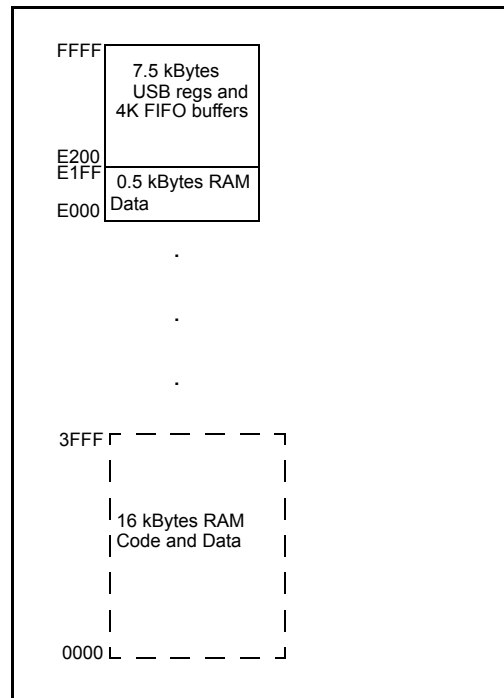 FFFF
7.5 kBytes
USB regs and
4K FIFO buffers
E200
E1FF
0.5 kBytes RAM
Data
E000
.
.
.
3FFF
16 kBytes RAM
Code and Data
0000